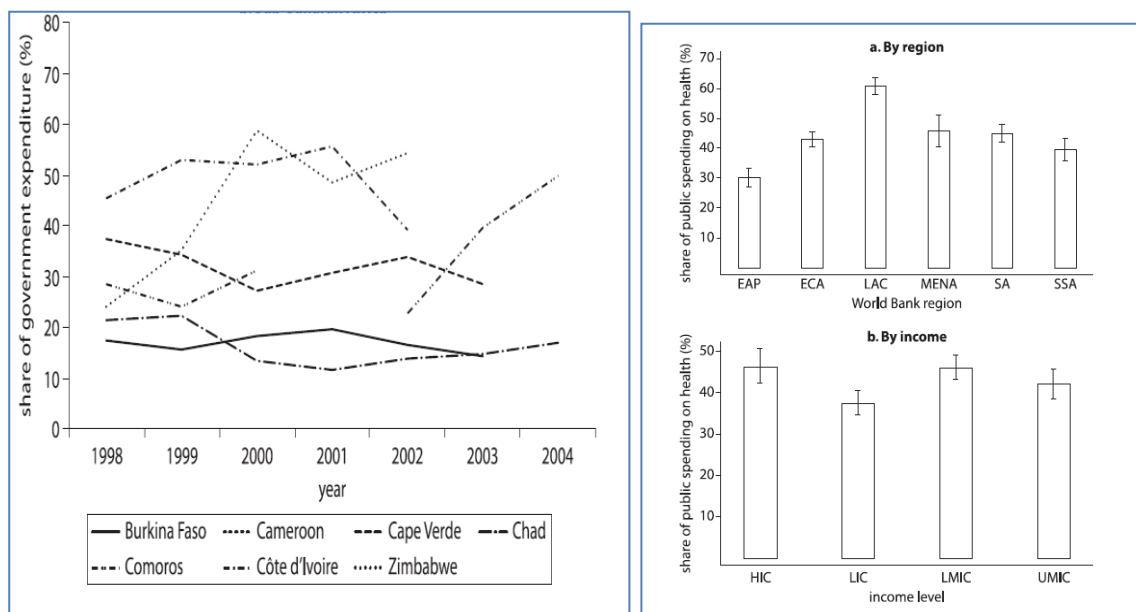 share of government expenditure (%)
80
70
60
50
40
30
20
10
0
1998 1999 2000 2001 2002 2003 2004
year
Burkina Faso Cameroon Cape Verde Chad
Comoros Côte d'Ivoire Zimbabwe
a. By region
share of public spending on health (%)
70
60
50
40
30
20
10
EAP ECA LAC MENA SA SSA
World Bank region
b. By income
share of public spending on health (%)
50
40
30
20
10
HIC LIC LMIC UMIC
income level